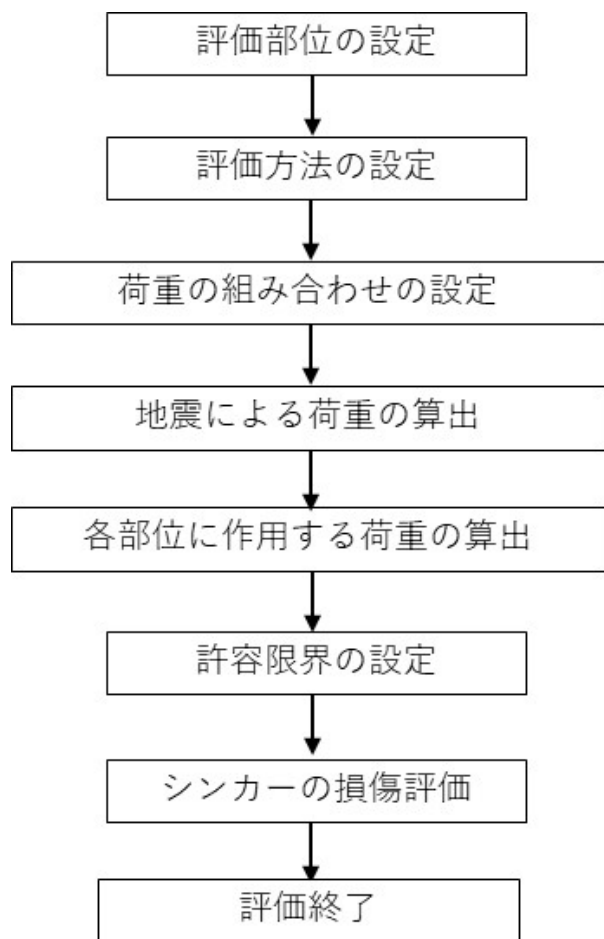 評価部位の設定
評価方法の設定
荷重の組み合わせの設定
地震による荷重の算出
各部位に作用する荷重の算出
許容限界の設定
シンカーの損傷評価
評価終了